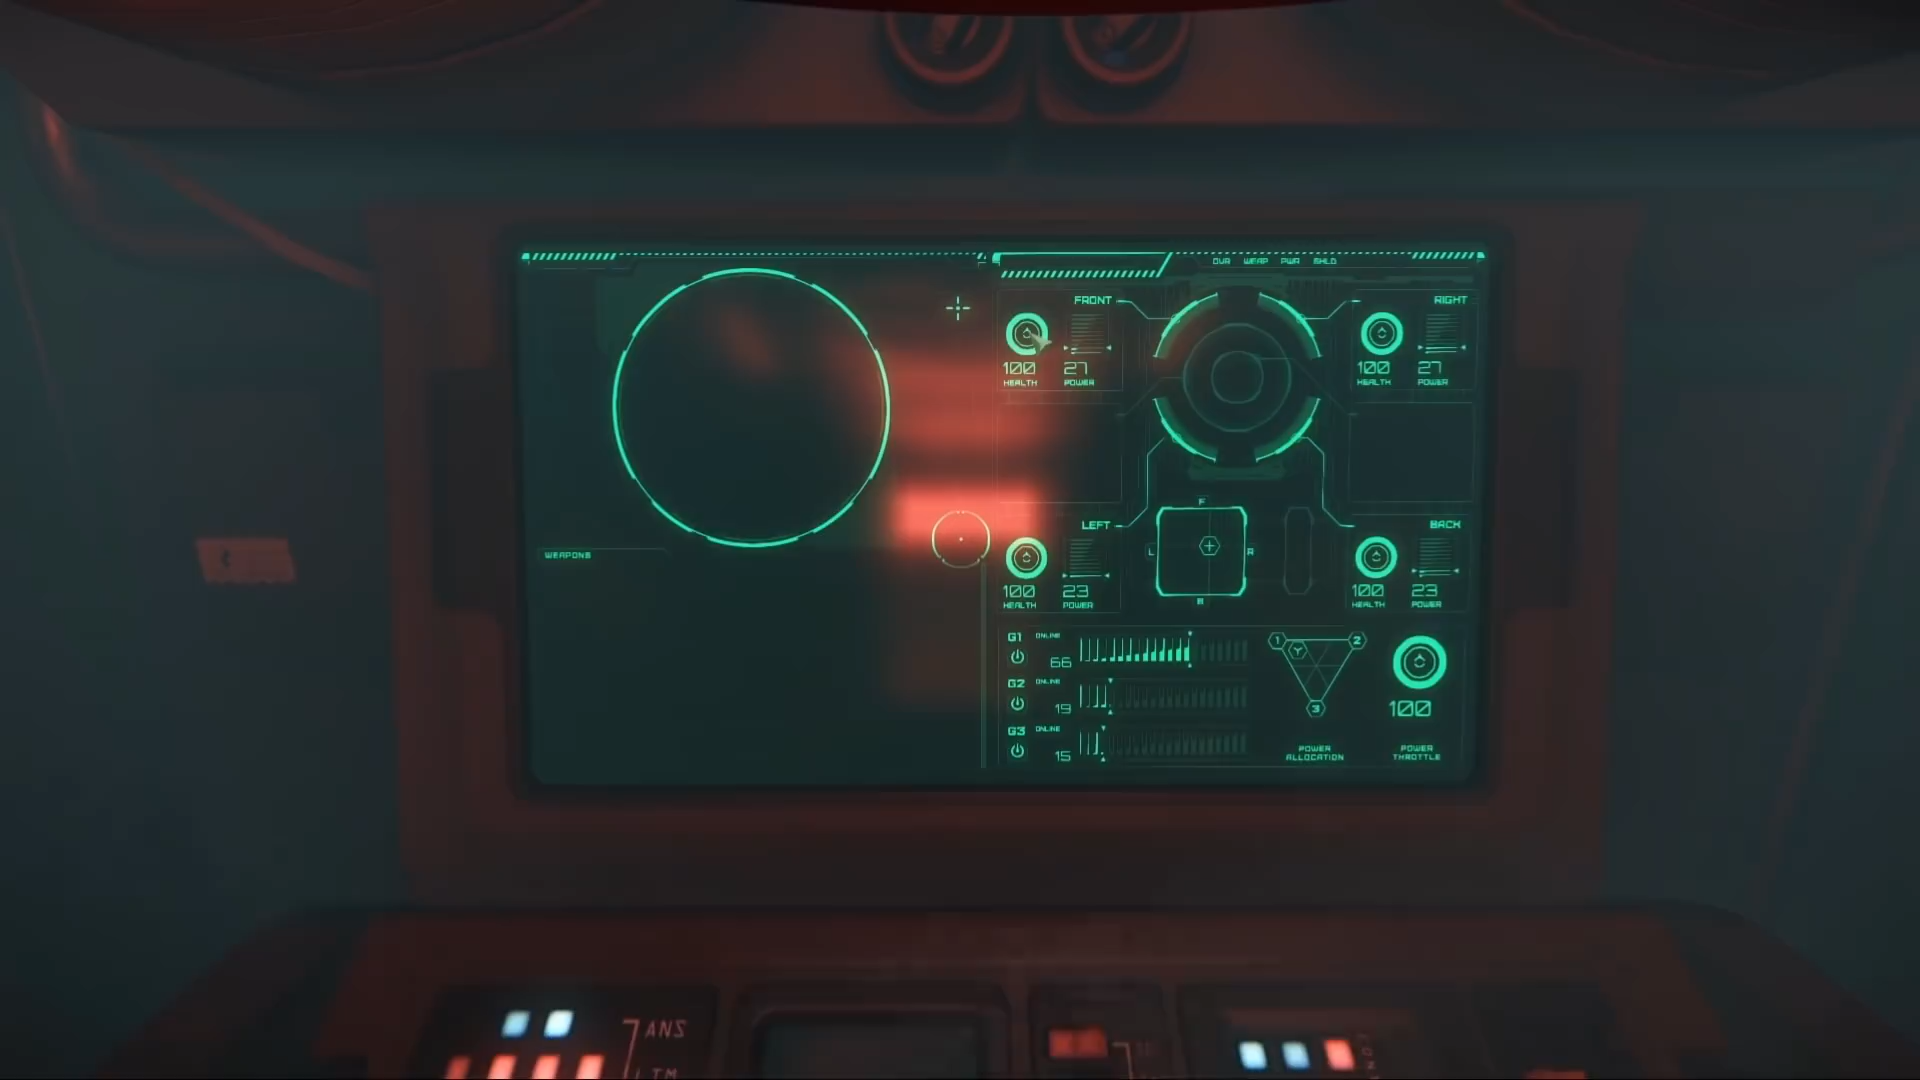 OVR WEAP PWR SHLD
FRONT
100 27
HEALTH POWER
RIGHT
100 27
HEALTH POWER
WEAPONS
LEFT
100 23
HEALTH POWER
F
L R
B
BACK
100 23
HEALTH POWER
G1 ONLINE
66
G2 ONLINE
19
G3 ONLINE
15
1 2
3
POWER
ALLOCATION
100
POWER
THROTTLE
ANS
LTM